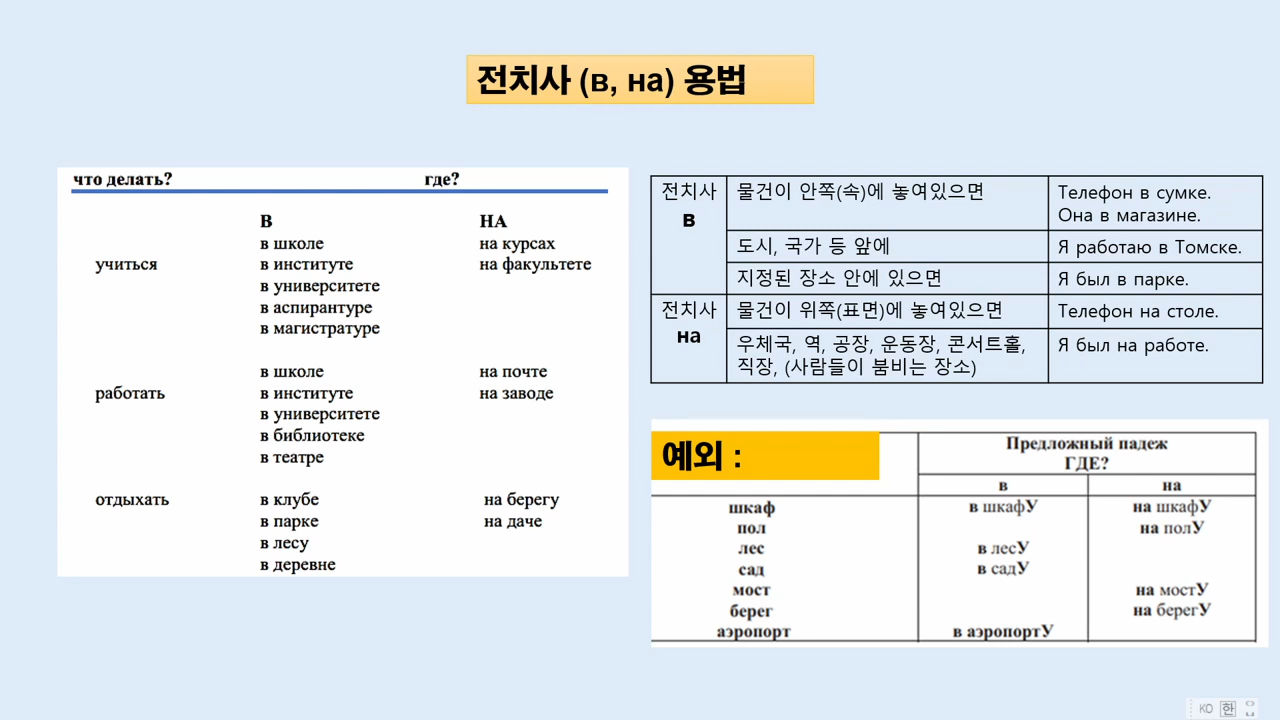 전치사 (в, на) 용법
что делать? где?
В НА
в школе на курсах
учиться в институте на факультете
в университете
в аспирантуре
в магистратуре
в школе на почте
работать в институте на заводе
в университете
в библиотеке
в театре
отдыхать в клубе на берегу
в парке на даче
в лесу
в деревне
전치사 물건이 안쪽(속)에 놓여있으면 Телефон в сумке.
в Она в магазине.
도시, 국가 등 앞에 Я работаю в Томске.
지정된 장소 안에 있으면 Я был в парке.
전치사 물건이 위쪽(표면)에 놓여있으면 Телефон на столе.
на 우체국, 역, 공장, 운동장, 콘서트홀, Я был на работе.
직장, (사람들이 붐비는 장소)
예외 : Предложный падеж
ГДЕ?
в на
шкаф в шкафУ на шкафУ
пол на полУ
лес в лесУ
сад в садУ
мост на мостУ
берег на берегУ
аэропорт в аэропортУ
KO 한